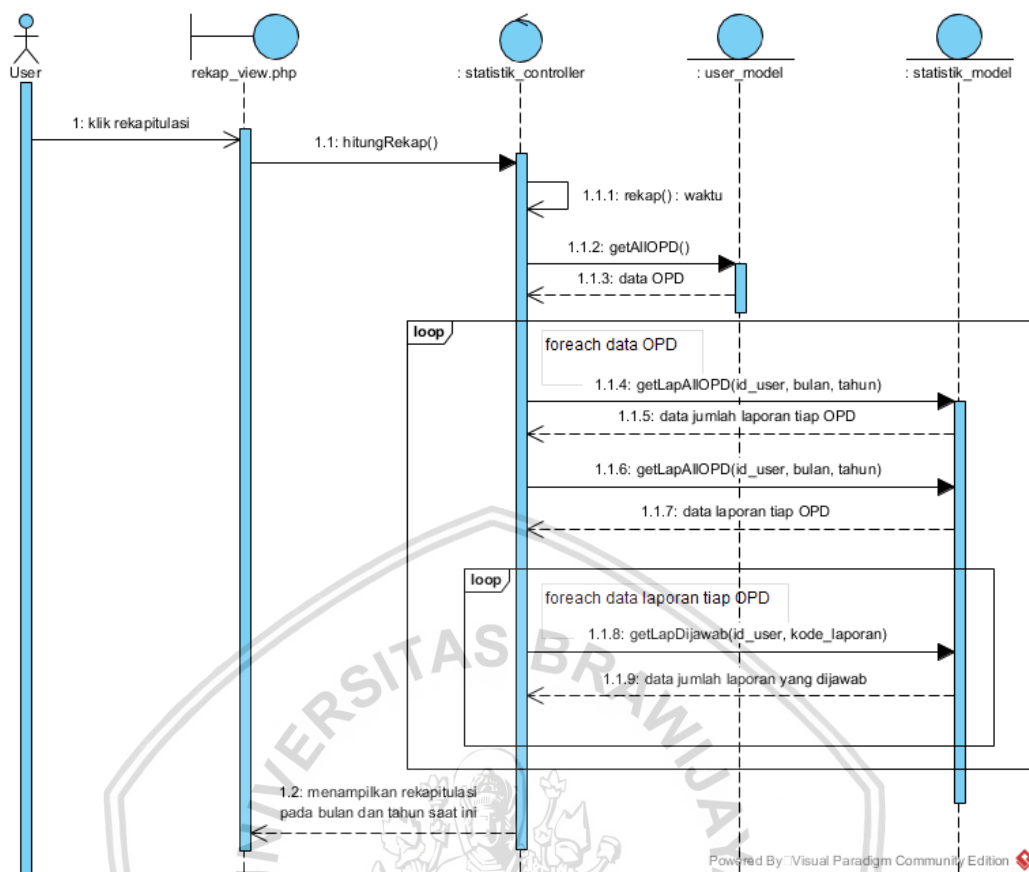 User
rekap_view.php
: statistik_controller
: user_model
: statistik_model
1: klik rekapitulasi
1.1: hitungRekap()
1.1.1: rekap() : waktu
1.1.2: getAllOPD()
1.1.3: data OPD
loop
foreach data OPD
1.1.4: getLapAllOPD(id_user, bulan, tahun)
1.1.5: data jumlah laporan tiap OPD
1.1.6: getLapAllOPD(id_user, bulan, tahun)
1.1.7: data laporan tiap OPD
loop
foreach data laporan tiap OPD
1.1.8: getLapDijawab(id_user, kode_laporan)
1.1.9: data jumlah laporan yang dijawab
1.2: menampilkan rekapitulasi
pada bulan dan tahun saat ini
UNIVERSITAS BRAWIJAY
Powered By Visual Paradigm Community Edition